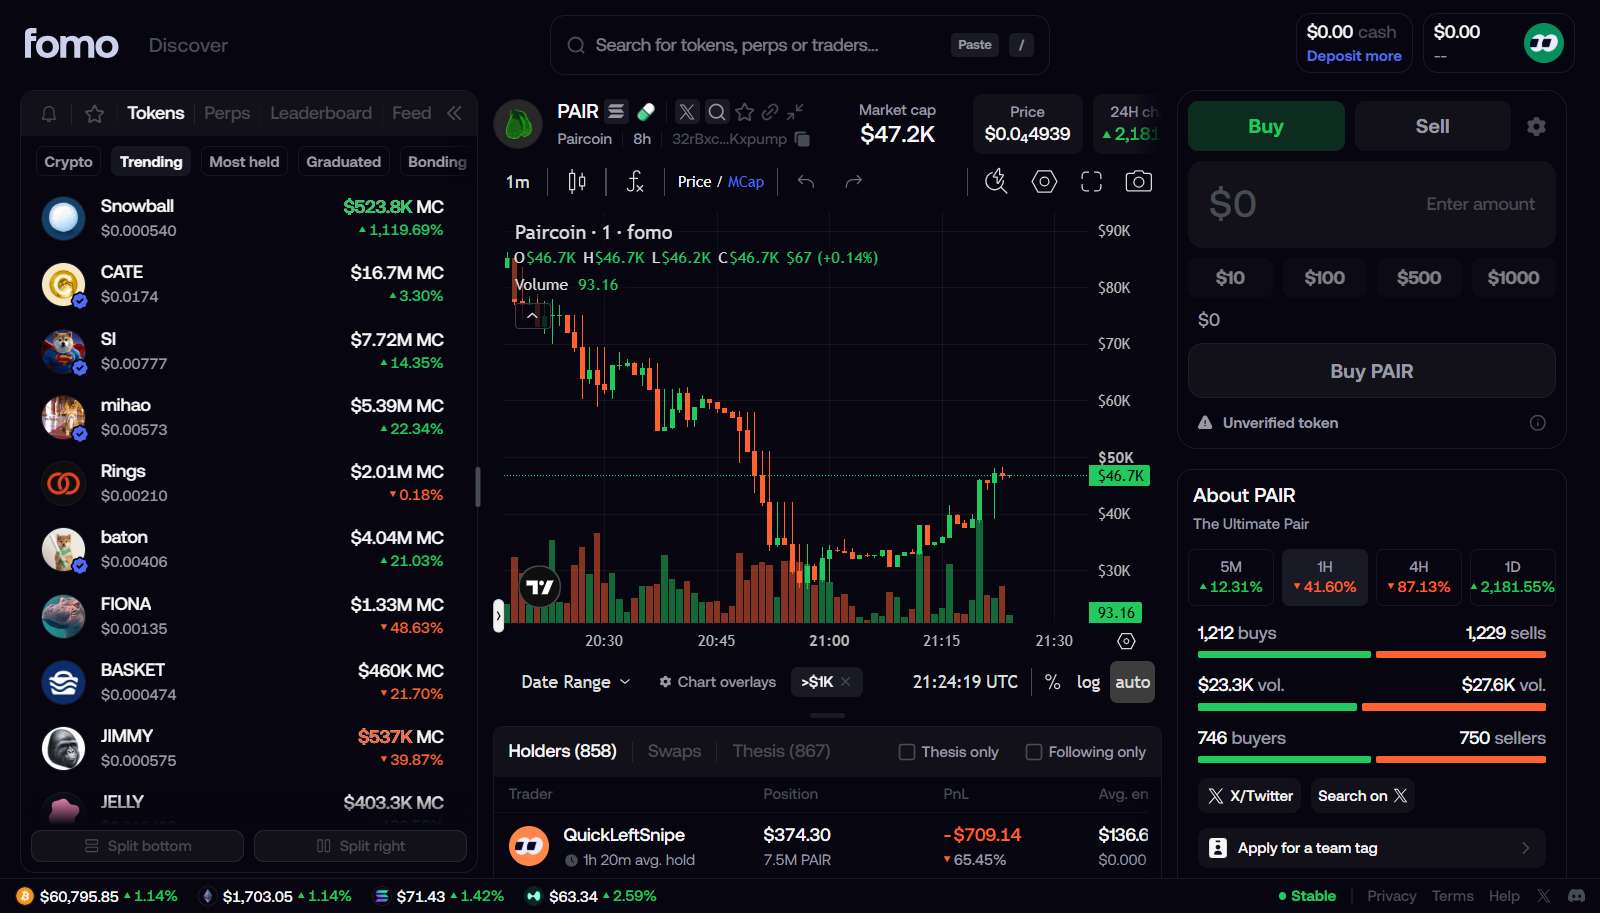 fomo
Discover
Search for tokens, perps or traders...
Paste
/
$0.00 cash
Deposit more
$0.00
--
Tokens
Perps
Leaderboard
Feed
Crypto
Trending
Most held
Graduated
Bonding
Snowball
$0.000540
$523.8K MC
1,119.69%
CATE
$0.0174
$16.7M MC
3.30%
SI
$0.00777
$7.72M MC
14.35%
mihao
$0.00573
$5.39M MC
22.34%
Rings
$0.00210
$2.01M MC
0.18%
baton
$0.00406
$4.04M MC
21.03%
FIONA
$0.00135
$1.33M MC
48.63%
BASKET
$0.000474
$460K MC
21.70%
JIMMY
$0.000575
$537K MC
39.87%
JELLY
$403.3K MC
Split bottom
Split right
PAIR
Paircoin
8h
32rBxc...Kxpump
Market cap
$47.2K
Price
$0.0₄4939
24H ch
2,181
1m
Price / MCap
Paircoin · 1 · fomo
O$46.7K H$46.7K L$46.2K C$46.7K $67 (+0.14%)
Volume 93.16
$90K
$80K
$70K
$60K
$50K
$46.7K
$40K
$30K
93.16
20:30
20:45
21:00
21:15
21:30
Date Range
Chart overlays
>$1K
21:24:19 UTC
%
log
auto
Holders (858)
Swaps
Thesis (867)
Thesis only
Following only
Trader
Position
PnL
Avg. en
QuickLeftSnipe
1h 20m avg. hold
$374.30
7.5M PAIR
-$709.14
65.45%
$136.6
$0.000
Buy
Sell
$0
Enter amount
$10
$100
$500
$1000
$0
Buy PAIR
Unverified token
About PAIR
The Ultimate Pair
5M
12.31%
1H
41.60%
4H
87.13%
1D
2,181.55%
1,212 buys
1,229 sells
$23.3K vol.
$27.6K vol.
746 buyers
750 sellers
X/Twitter
Search on X
Apply for a team tag
$60,795.85 1.14%
$1,703.05 1.14%
$71.43 1.42%
$63.34 2.59%
Stable
Privacy
Terms
Help